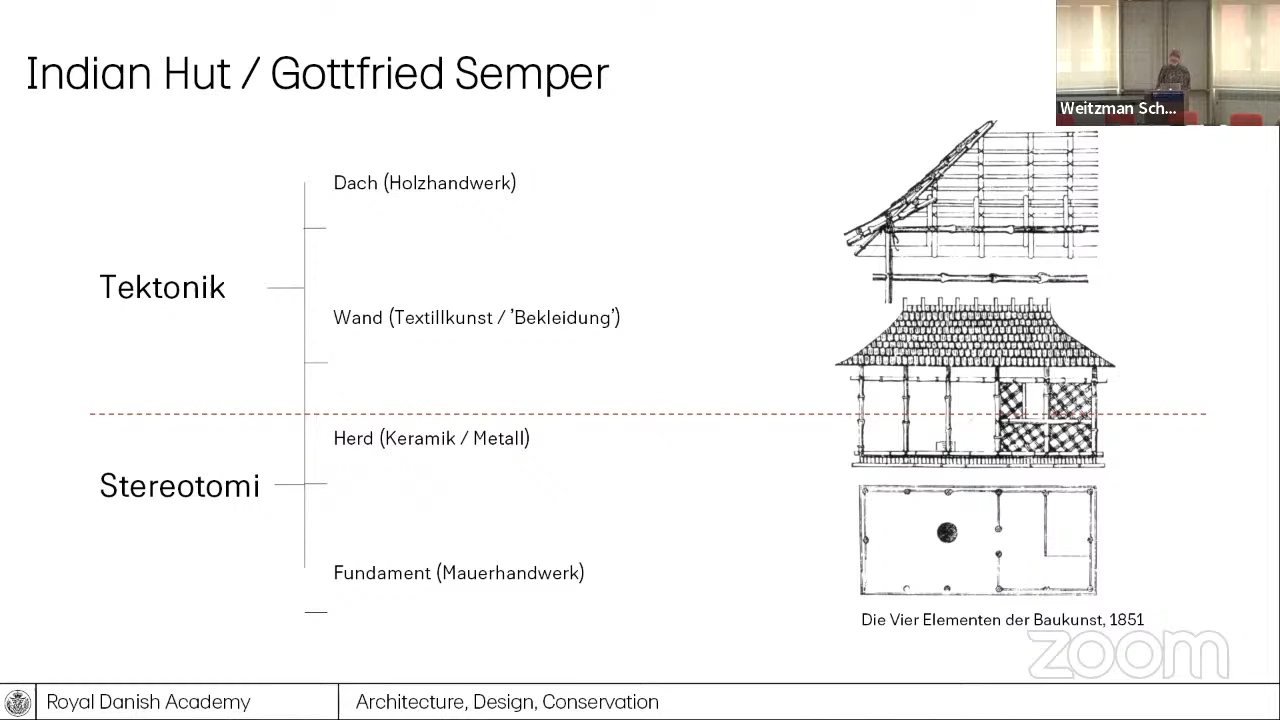 Indian Hut / Gottfried Semper
Weitzman Sch...
Dach (Holzhandwerk)
Tektonik
Wand (Textillkunst / 'Bekleidung')
Herd (Keramik / Metall)
Stereotomi
Fundament (Mauerhandwerk)
Die Vier Elementen der Baukunst, 1851
zoom
Royal Danish Academy
Architecture, Design, Conservation